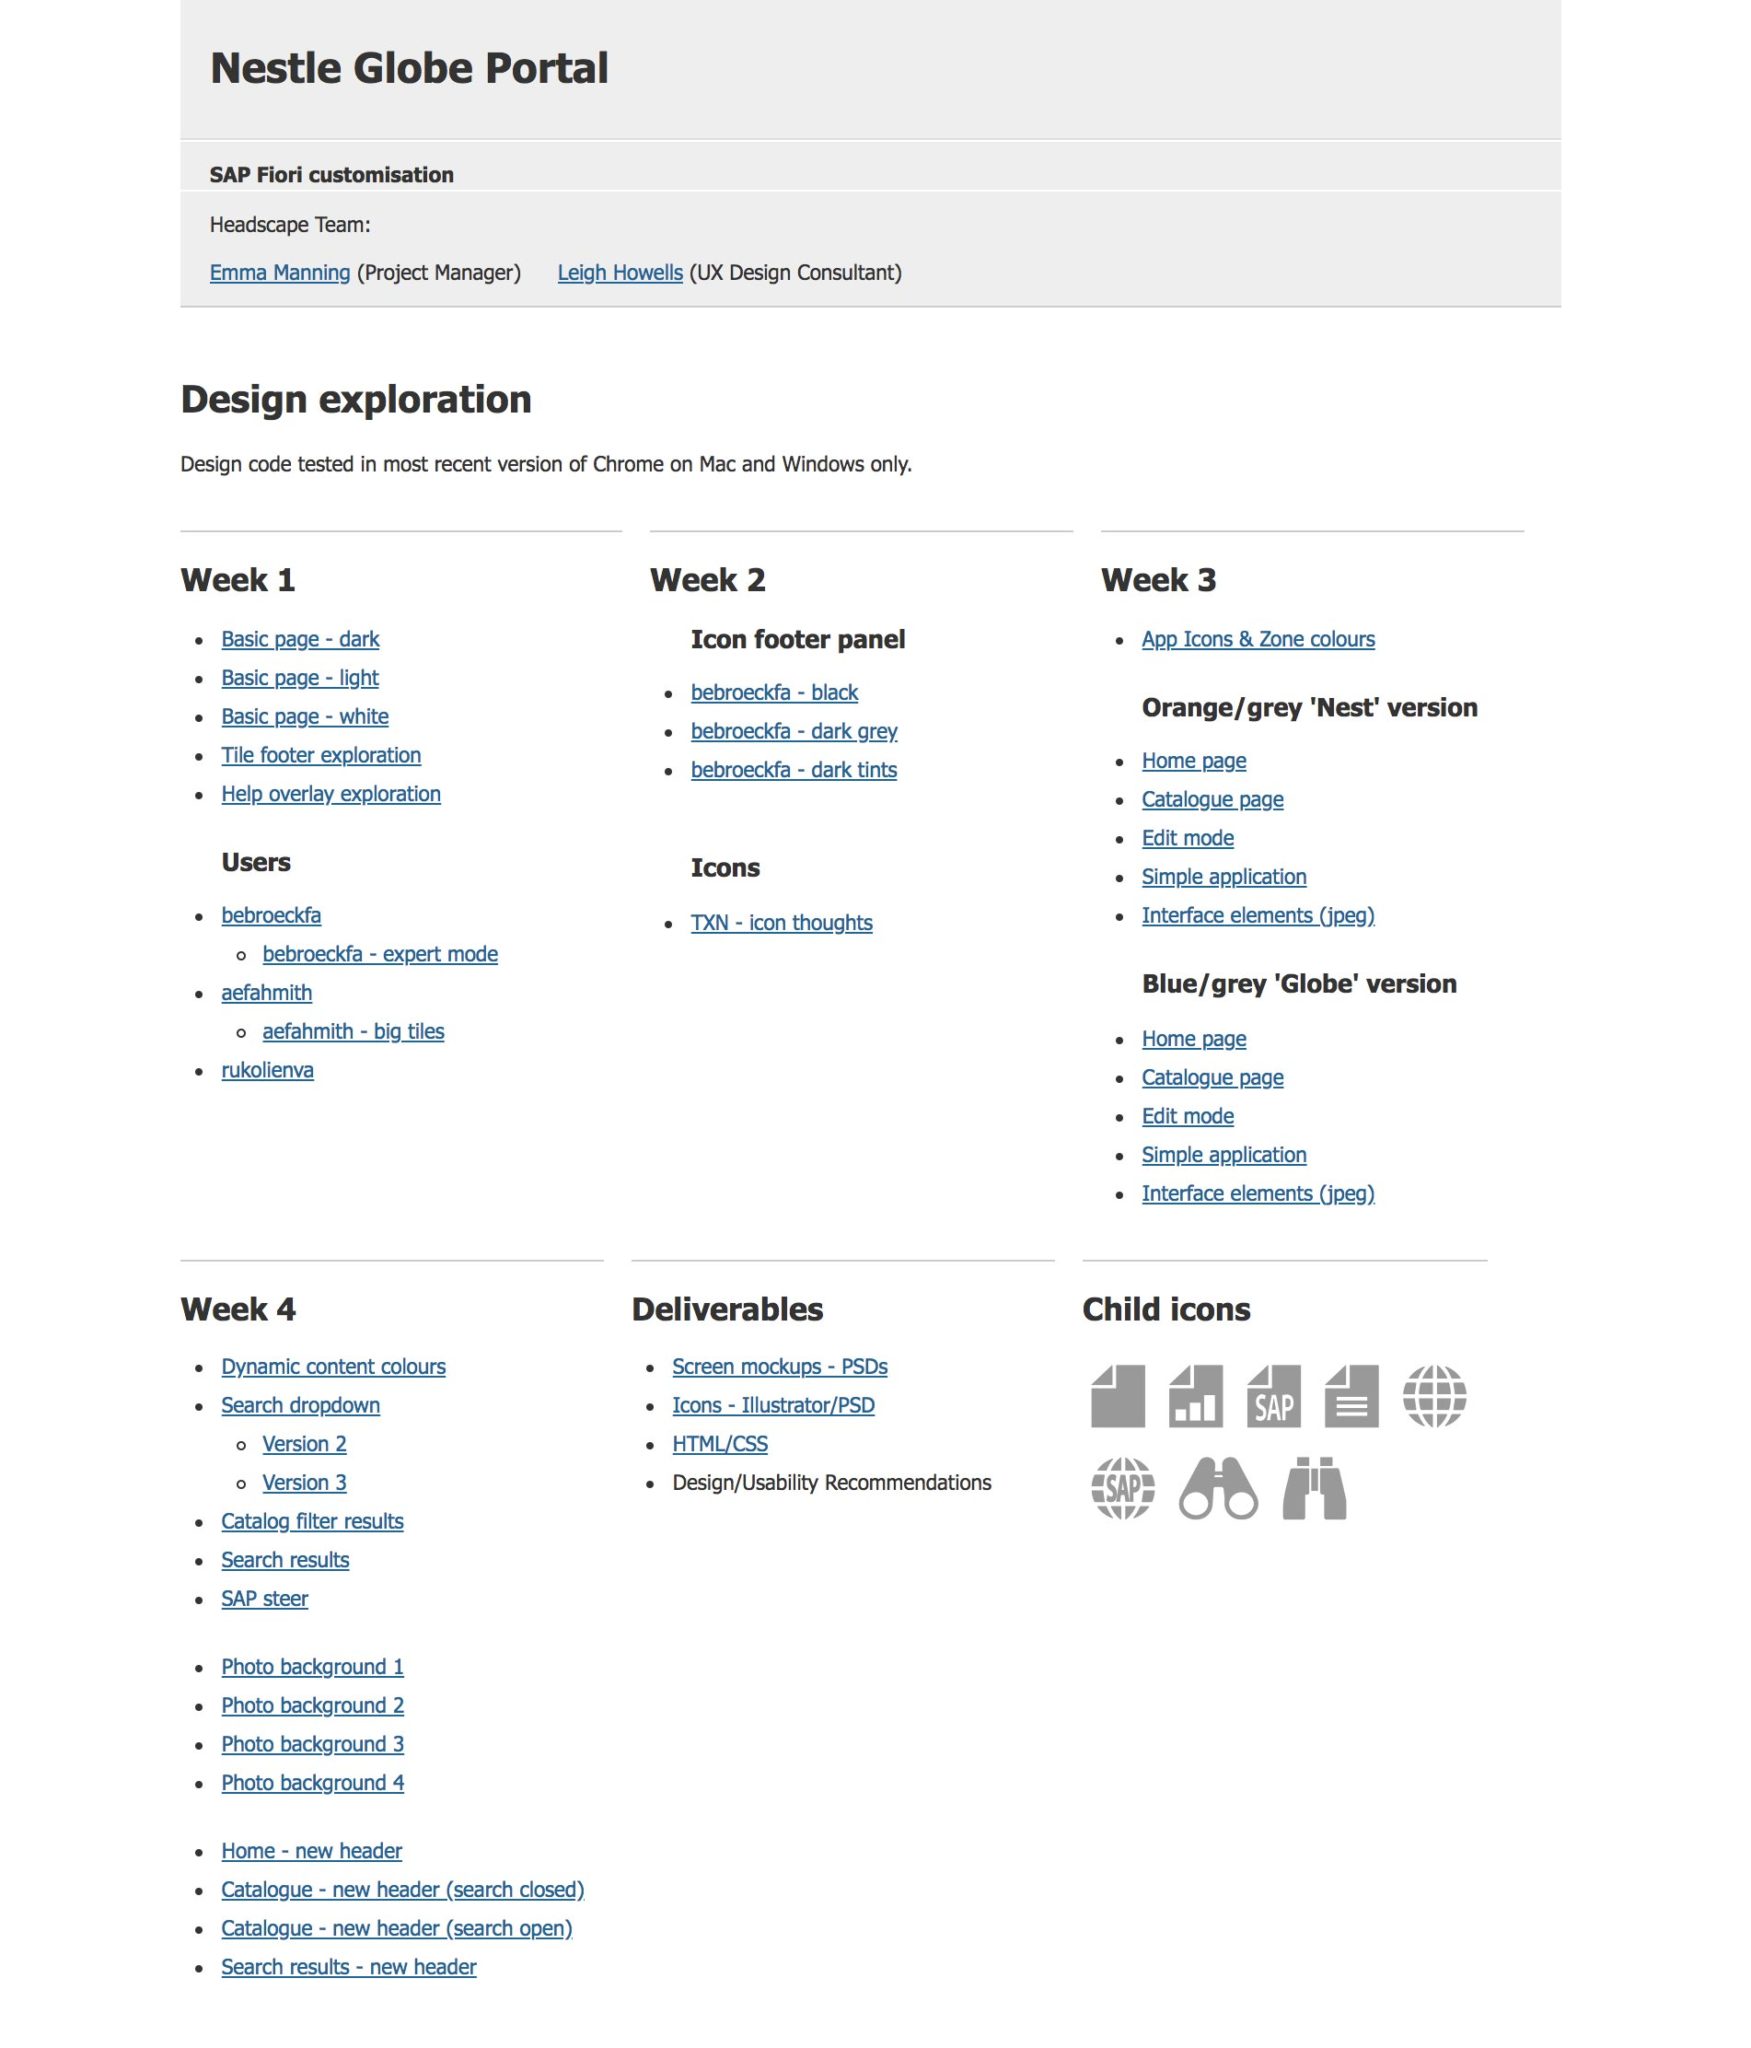 Nestle Globe Portal
SAP Fiori customisation
Headscape Team:
Emma Manning (Project Manager) Leigh Howells (UX Design Consultant)
Design exploration
Design code tested in most recent version of Chrome on Mac and Windows only.
Week 1
Basic page - dark
Basic page - light
Basic page - white
Tile footer exploration
Help overlay exploration
Users
bebroeckfa
bebroeckfa - expert mode
aefahmith
aefahmith - big tiles
rukolienva
Week 2
Icon footer panel
bebroeckfa - black
bebroeckfa - dark grey
bebroeckfa - dark tints
Icons
TXN - icon thoughts
Week 3
App Icons & Zone colours
Orange/grey 'Nest' version
Home page
Catalogue page
Edit mode
Simple application
Interface elements (jpeg)
Blue/grey 'Globe' version
Home page
Catalogue page
Edit mode
Simple application
Interface elements (jpeg)
Week 4
Dynamic content colours
Search dropdown
Version 2
Version 3
Catalog filter results
Search results
SAP steer
Photo background 1
Photo background 2
Photo background 3
Photo background 4
Home - new header
Catalogue - new header (search closed)
Catalogue - new header (search open)
Search results - new header
Deliverables
Screen mockups - PSDs
Icons - Illustrator/PSD
HTML/CSS
Design/Usability Recommendations
Child icons
SAP
SAP